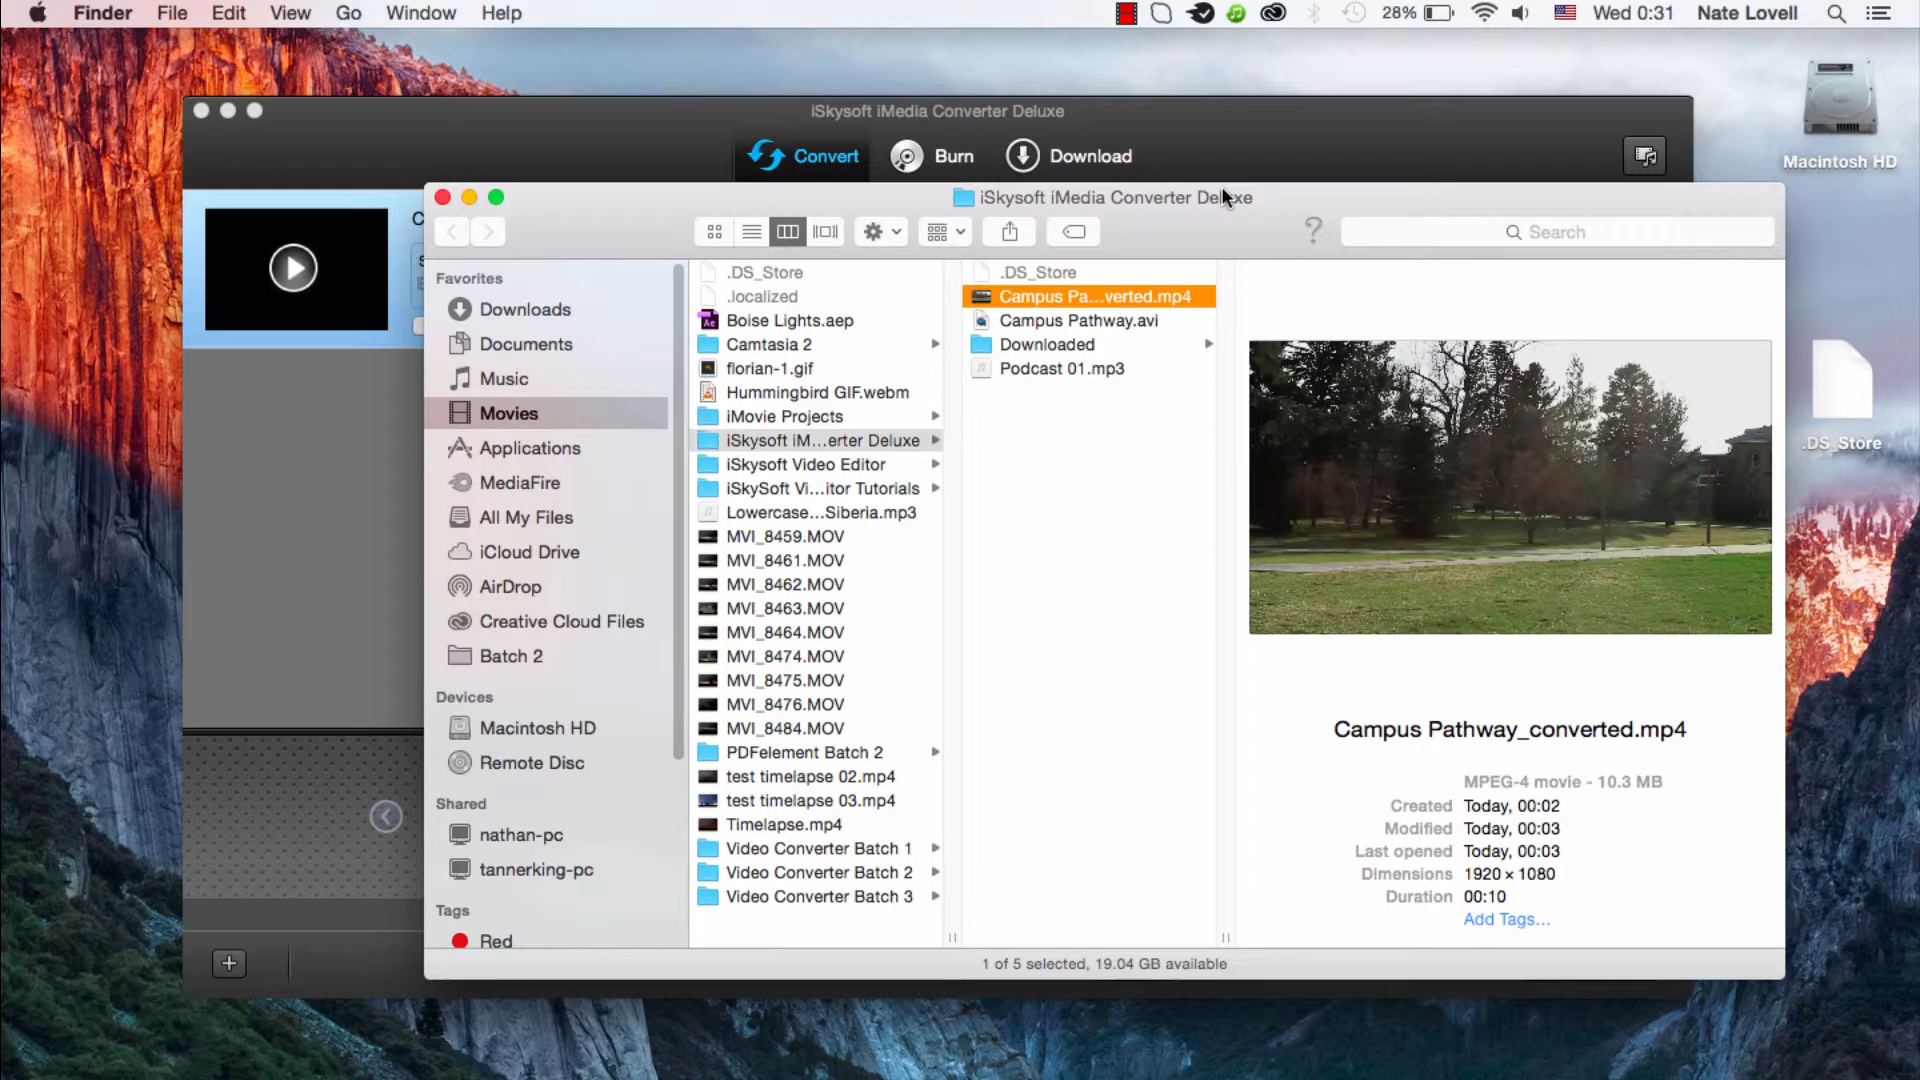 Finder File Edit View Go Window Help 28% Wed 0:31 Nate Lovell
iSkysoft iMedia Converter Deluxe
Convert Burn Download
Macintosh HD
iSkysoft iMedia Converter Deluxe
? Search
Favorites
Downloads
Documents
Music
Movies
Applications
MediaFire
All My Files
iCloud Drive
AirDrop
Creative Cloud Files
Batch 2
Devices
Macintosh HD
Remote Disc
Shared
nathan-pc
tannerking-pc
Tags
Red
.DS_Store
.localized
Boise Lights.aep
Camtasia 2
florian-1.gif
Hummingbird GIF.webm
iMovie Projects
iSkysoft iM...erter Deluxe
iSkysoft Video Editor
iSkySoft Vi...itor Tutorials
Lowercase...Siberia.mp3
MVI_8459.MOV
MVI_8461.MOV
MVI_8462.MOV
MVI_8463.MOV
MVI_8464.MOV
MVI_8474.MOV
MVI_8475.MOV
MVI_8476.MOV
MVI_8484.MOV
PDFelement Batch 2
test timelapse 02.mp4
test timelapse 03.mp4
Timelapse.mp4
Video Converter Batch 1
Video Converter Batch 2
Video Converter Batch 3
.DS_Store
Campus Pa...verted.mp4
Campus Pathway.avi
Downloaded
Podcast 01.mp3
Campus Pathway_converted.mp4
MPEG-4 movie - 10.3 MB
Created Today, 00:02
Modified Today, 00:03
Last opened Today, 00:03
Dimensions 1920 × 1080
Duration 00:10
Add Tags...
1 of 5 selected, 19.04 GB available
.DS_Store